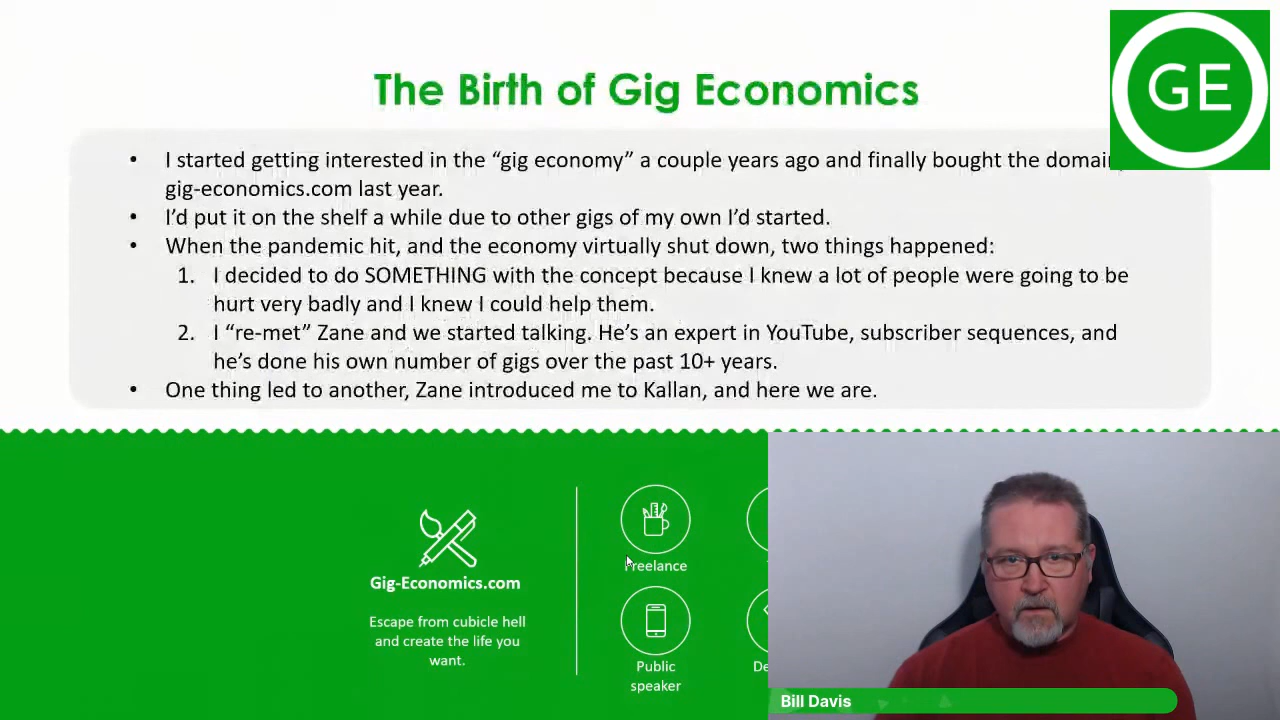 The Birth of Gig Economics
GE
• I started getting interested in the “gig economy” a couple years ago and finally bought the domain,
gig-economics.com last year.
• I’d put it on the shelf a while due to other gigs of my own I’d started.
• When the pandemic hit, and the economy virtually shut down, two things happened:
1. I decided to do SOMETHING with the concept because I knew a lot of people were going to be
hurt very badly and I knew I could help them.
2. I “re-met” Zane and we started talking. He’s an expert in YouTube, subscriber sequences, and
he’s done his own number of gigs over the past 10+ years.
• One thing led to another, Zane introduced me to Kallan, and here we are.
Gig-Economics.com
Escape from cubicle hell
and create the life you
want.
Freelance
Public
speaker
Bill Davis